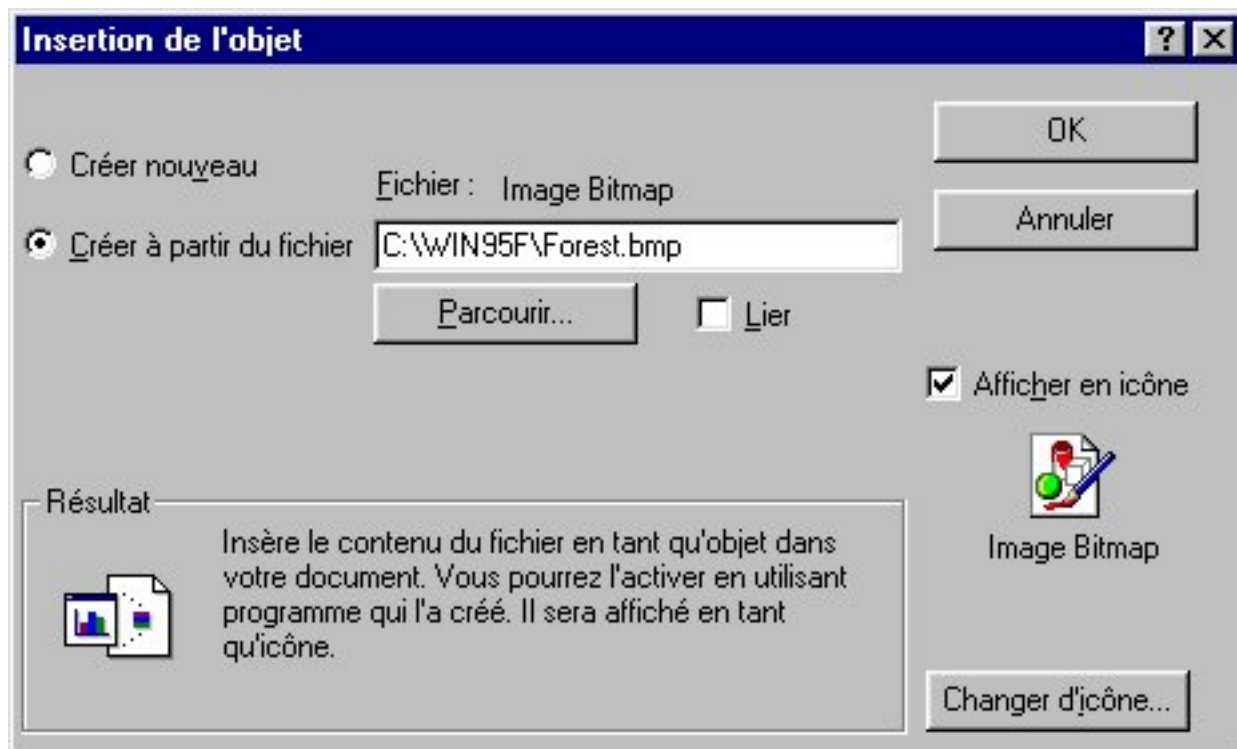 Insertion de l'objet
Créer nouveau
Créer à partir du fichier
Fichier : Image Bitmap
C:\WIN95F\Forest.bmp
Parcourir...
Lier
OK
Annuler
Afficher en icône
Image Bitmap
Changer d'icône...
Résultat
Insère le contenu du fichier en tant qu'objet dans
votre document. Vous pourrez l'activer en utilisant
programme qui l'a créé. Il sera affiché en tant
qu'icône.